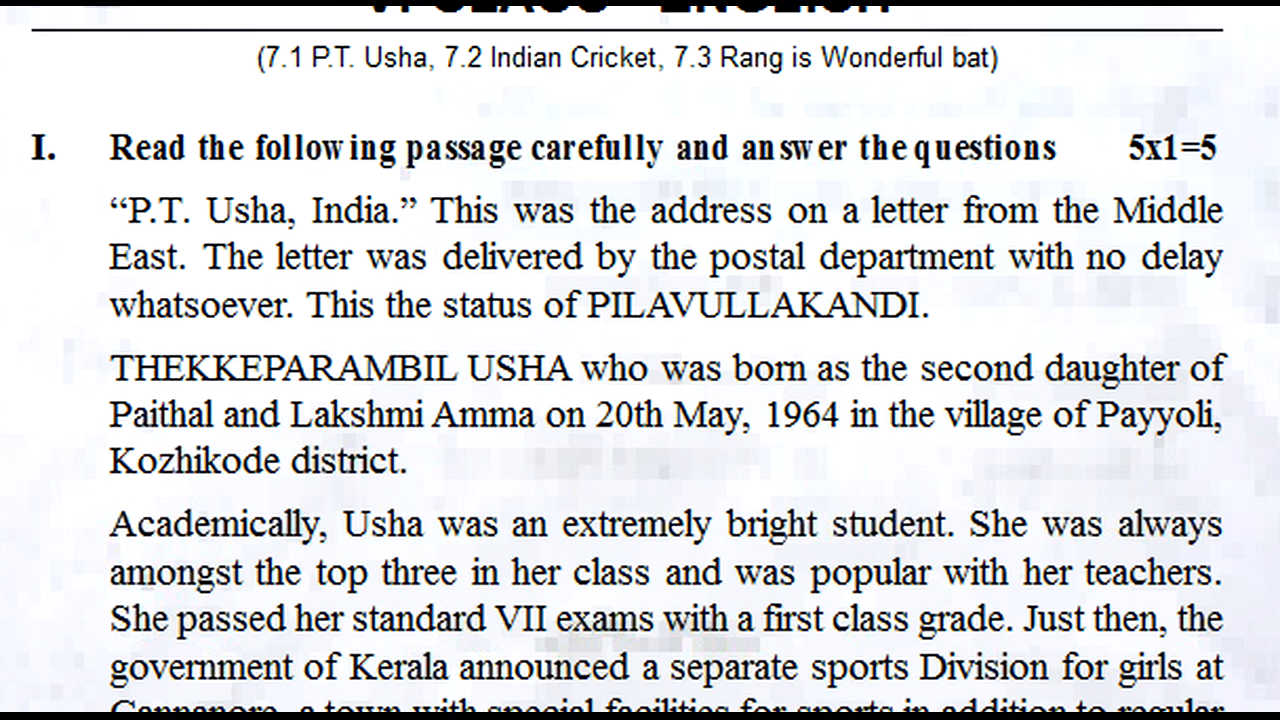 VI CLASS - ENGLISH
(7.1 P.T. Usha, 7.2 Indian Cricket, 7.3 Rang is Wonderful bat)
I. Read the following passage carefully and answer the questions 5x1=5
“P.T. Usha, India.” This was the address on a letter from the Middle
East. The letter was delivered by the postal department with no delay
whatsoever. This the status of PILAVULLAKANDI.
THEKKEPARAMBIL USHA who was born as the second daughter of
Paithal and Lakshmi Amma on 20th May, 1964 in the village of Payyoli,
Kozhikode district.
Academically, Usha was an extremely bright student. She was always
amongst the top three in her class and was popular with her teachers.
She passed her standard VII exams with a first class grade. Just then, the
government of Kerala announced a separate sports Division for girls at
Cannanore, a town with special facilities for sports in addition to regular